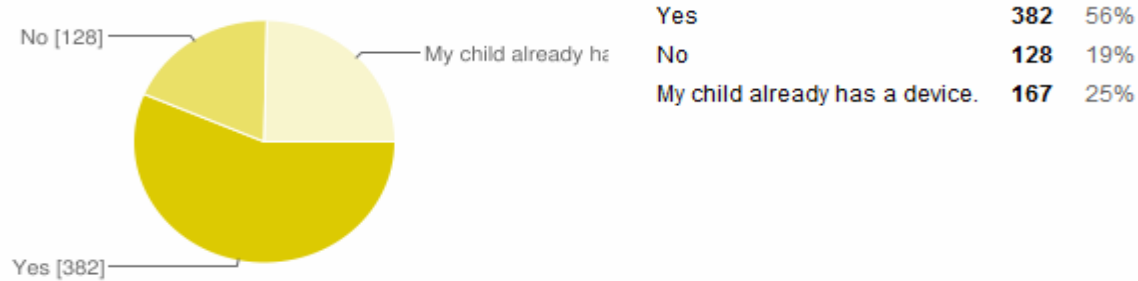 No [128]
My child already ha
Yes [382]
Yes 382 56%
No 128 19%
My child already has a device. 167 25%